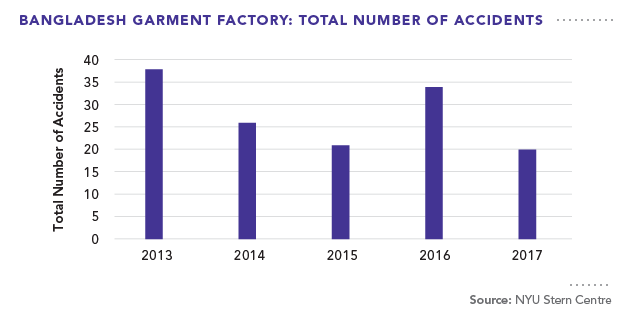 BANGLADESH GARMENT FACTORY: TOTAL NUMBER OF ACCIDENTS
Total Number of Accidents
40
35
30
25
20
15
10
5
0
2013 2014 2015 2016 2017
Source: NYU Stern Centre